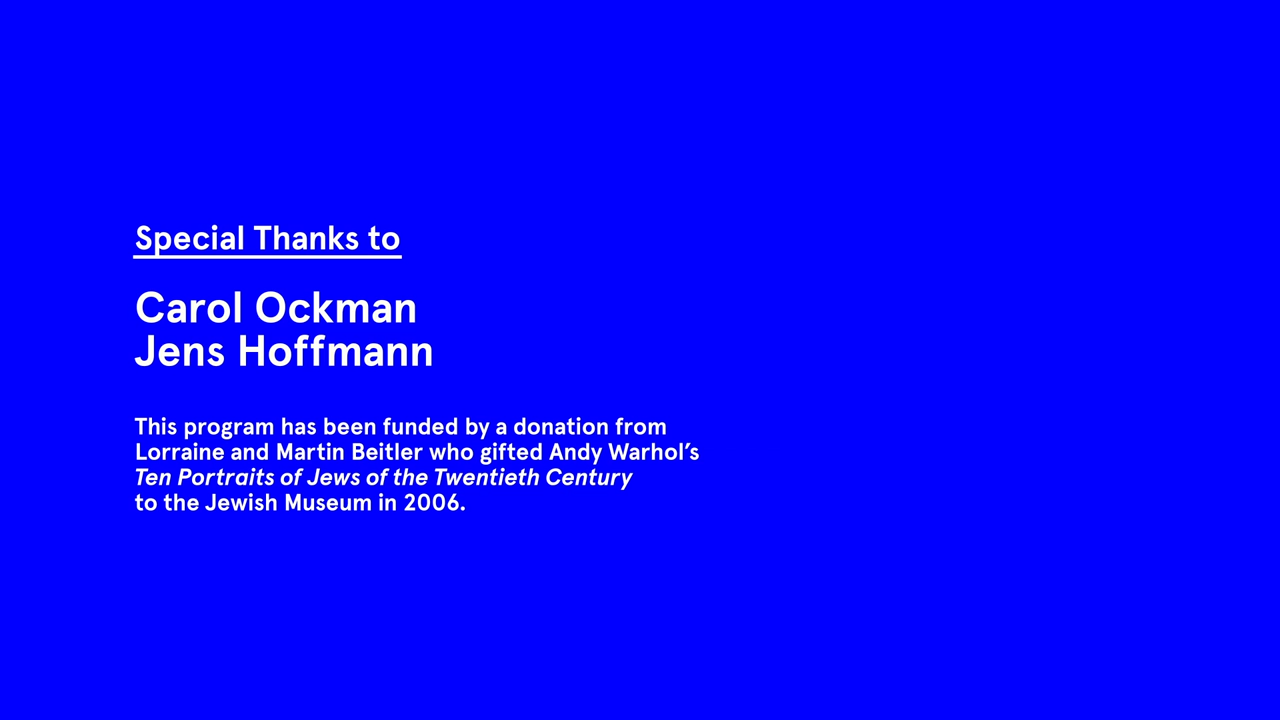 Special Thanks to
Carol Ockman
Jens Hoffmann
This program has been funded by a donation from
Lorraine and Martin Beitler who gifted Andy Warhol’s
Ten Portraits of Jews of the Twentieth Century
to the Jewish Museum in 2006.